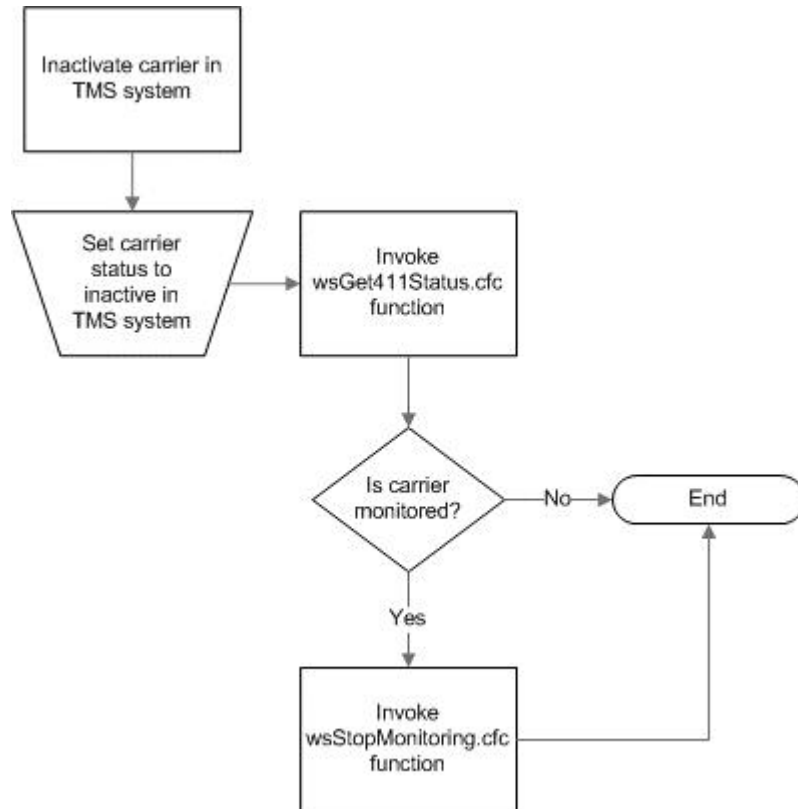 Inactivate carrier in
TMS system
Set carrier
status to
inactive in
TMS system
Invoke
wsGet411Status.cfc
function
Is carrier
monitored?
No
End
Yes
Invoke
wsStopMonitoring.cfc
function